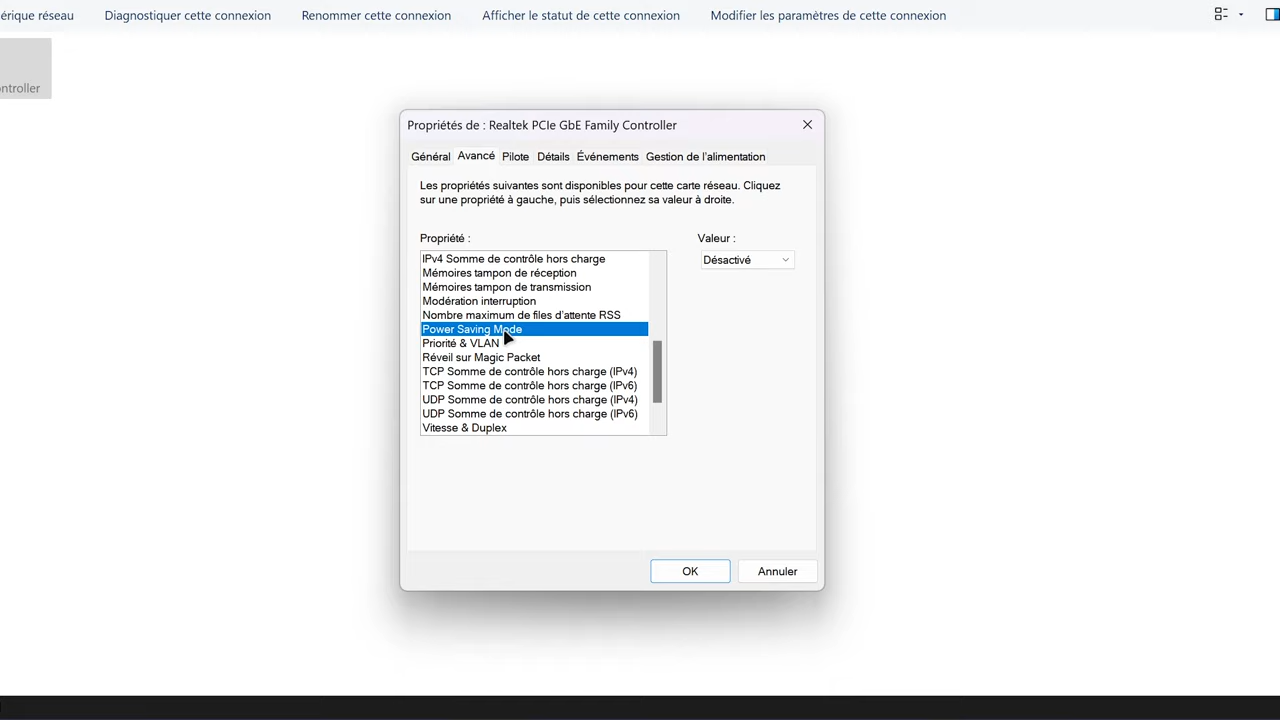 érique réseau Diagnostiquer cette connexion Renommer cette connexion Afficher le statut de cette connexion Modifier les paramètres de cette connexion
ontroller
Propriétés de : Realtek PCIe GbE Family Controller
Général Avancé Pilote Détails Événements Gestion de l'alimentation
Les propriétés suivantes sont disponibles pour cette carte réseau. Cliquez
sur une propriété à gauche, puis sélectionnez sa valeur à droite.
Propriété : Valeur :
IPv4 Somme de contrôle hors charge Désactivé
Mémoires tampon de réception
Mémoires tampon de transmission
Modération interruption
Nombre maximum de files d'attente RSS
Power Saving Mode
Priorité & VLAN
Réveil sur Magic Packet
TCP Somme de contrôle hors charge (IPv4)
TCP Somme de contrôle hors charge (IPv6)
UDP Somme de contrôle hors charge (IPv4)
UDP Somme de contrôle hors charge (IPv6)
Vitesse & Duplex
OK Annuler